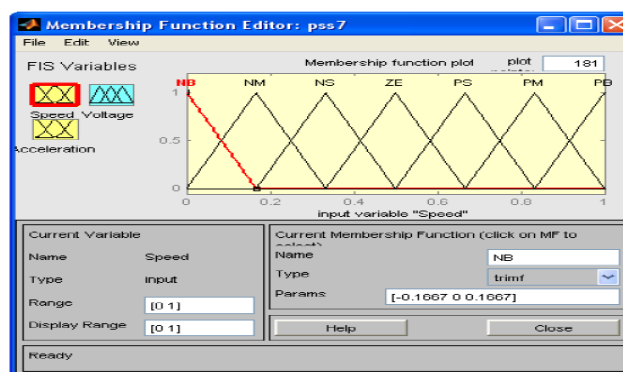 Membership Function Editor: pss7
File Edit View
FIS Variables
Membership function plot plot 181
NB NM NS ZE PS PM PB
Speed Voltage
Acceleration
1
0.5
0
0 0.2 0.4 0.6 0.8 1
input variable "Speed"
Current Variable
Name Speed
Type input
Range [0 1]
Display Range [0 1]
Current Membership Function (click on MF to
Name NB
Type trimf
Params [-0.1667 0 0.1667]
Help Close
Ready